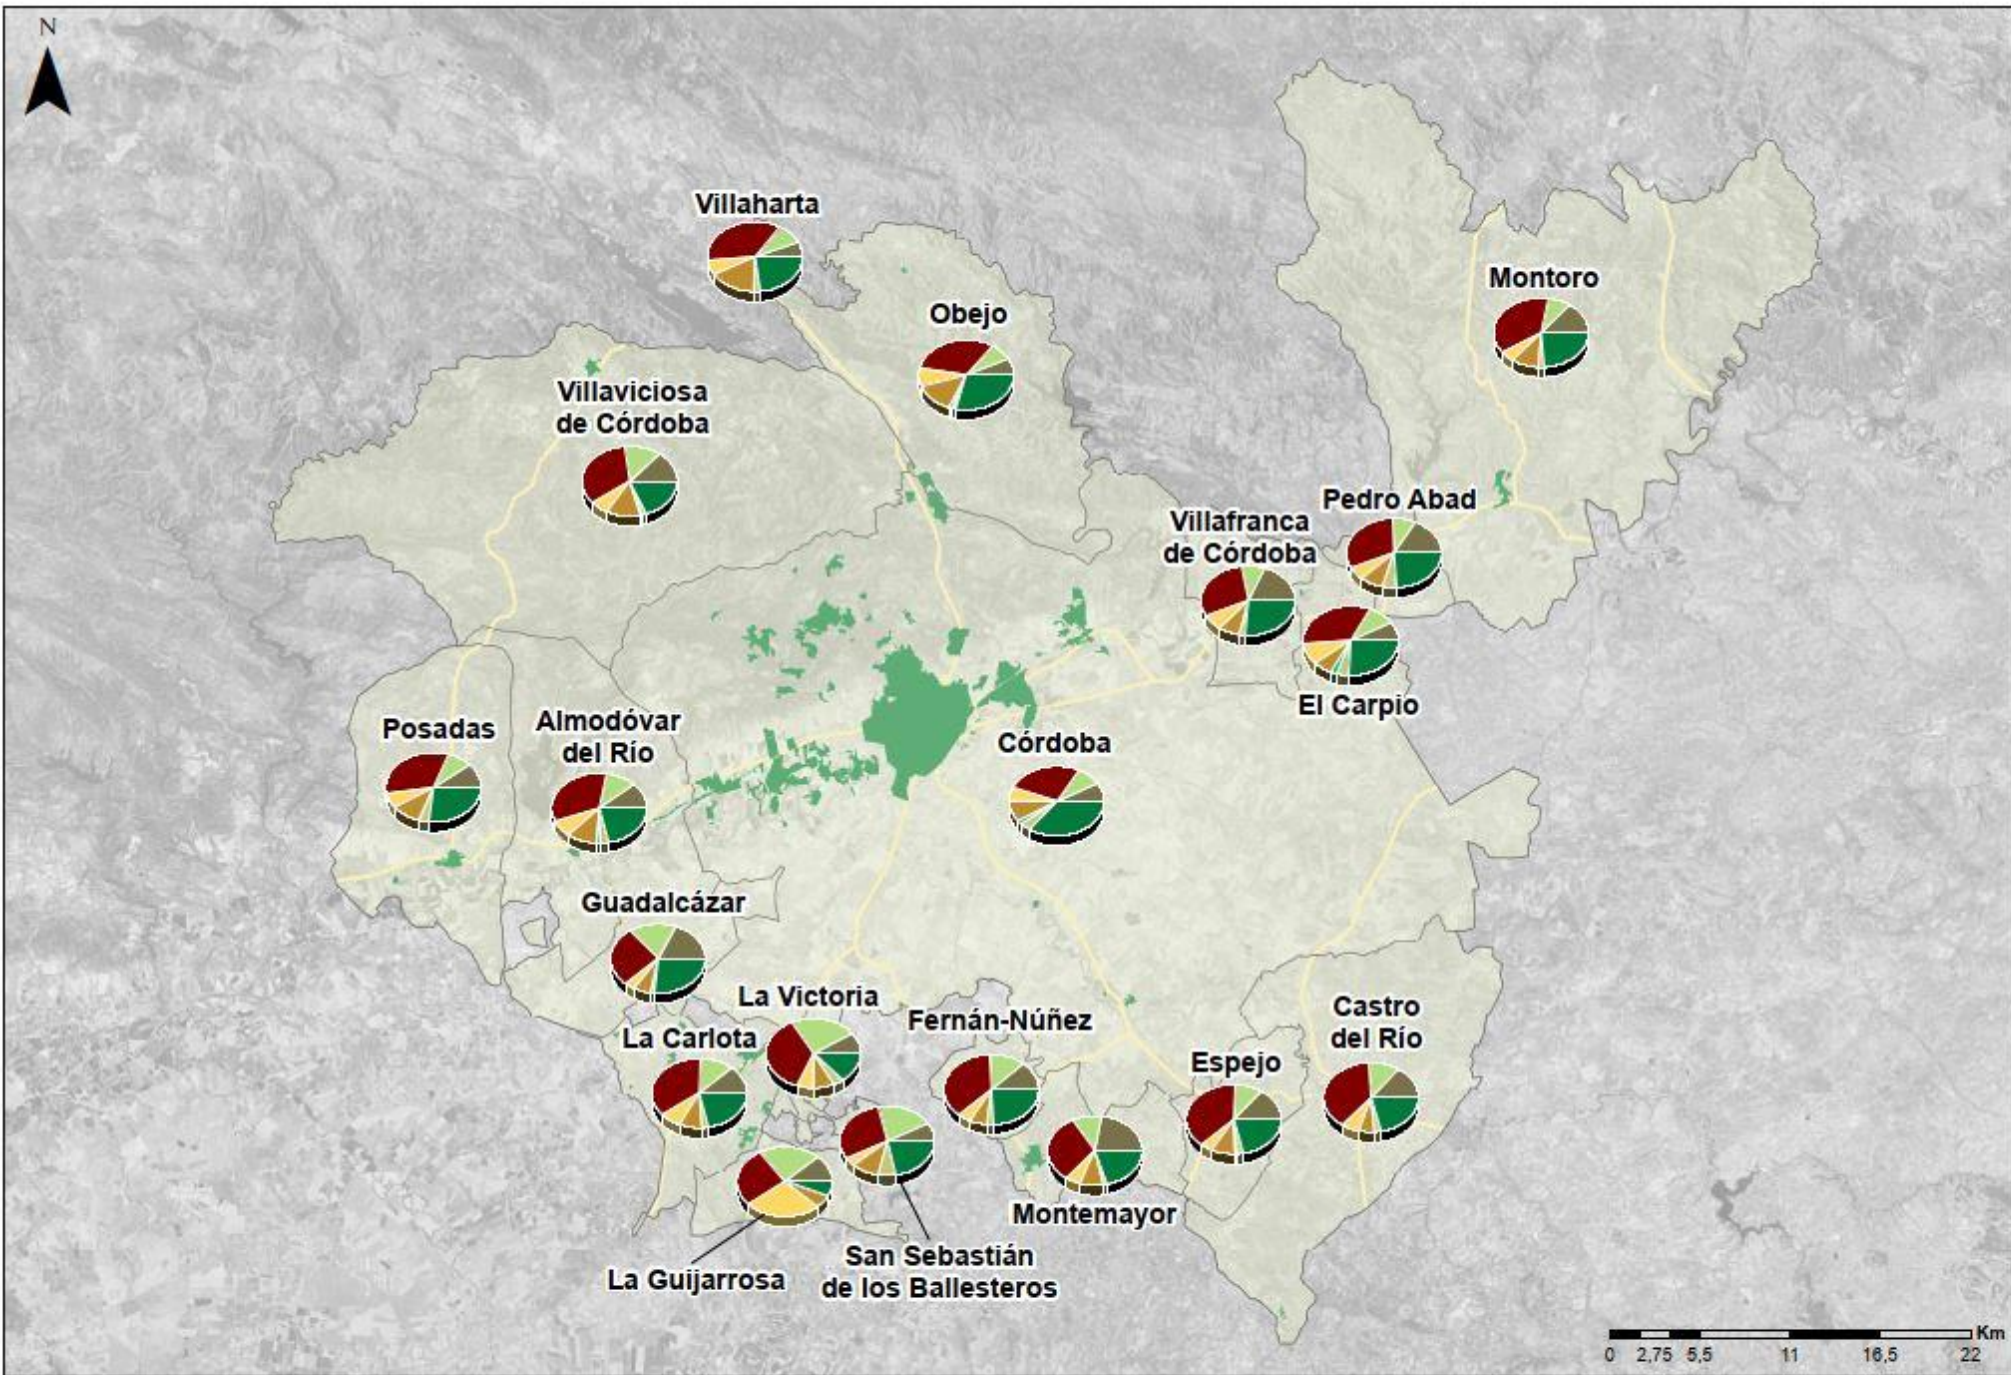 N
Villaharta
Obejo
Montoro
Villaviciosa
de Córdoba
Pedro Abad
Villafranca
de Córdoba
El Carpio
Posadas
Almodóvar
del Río
Córdoba
Guadalcázar
La Victoria
Fernán-Núñez
Castro
del Río
La Carlota
Espejo
Montemayor
San Sebastián
de los Ballesteros
La Guijarrosa
Km
0 2,75 5,5 11 16,5 22